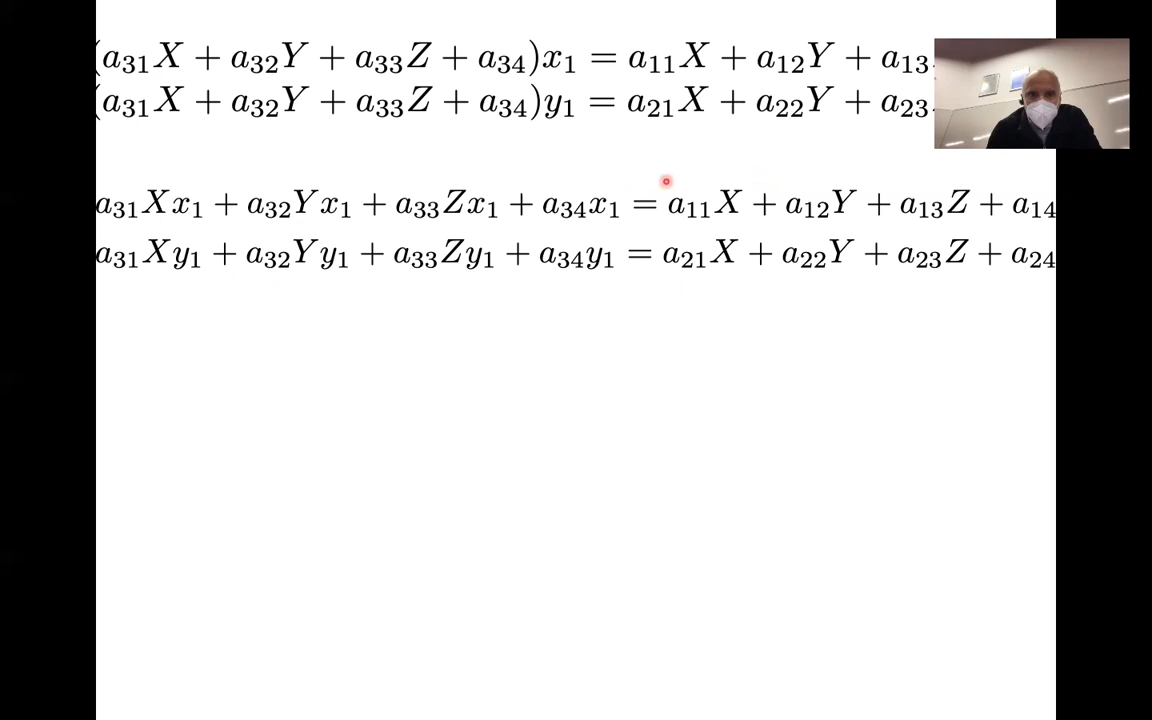 (a₃₁X + a₃₂Y + a₃₃Z + a₃₄)x₁ = a₁₁X + a₁₂Y + a₁₃
(a₃₁X + a₃₂Y + a₃₃Z + a₃₄)y₁ = a₂₁X + a₂₂Y + a₂₃
a₃₁Xx₁ + a₃₂Yx₁ + a₃₃Zx₁ + a₃₄x₁ = a₁₁X + a₁₂Y + a₁₃Z + a₁₄
a₃₁Xy₁ + a₃₂Yy₁ + a₃₃Zy₁ + a₃₄y₁ = a₂₁X + a₂₂Y + a₂₃Z + a₂₄